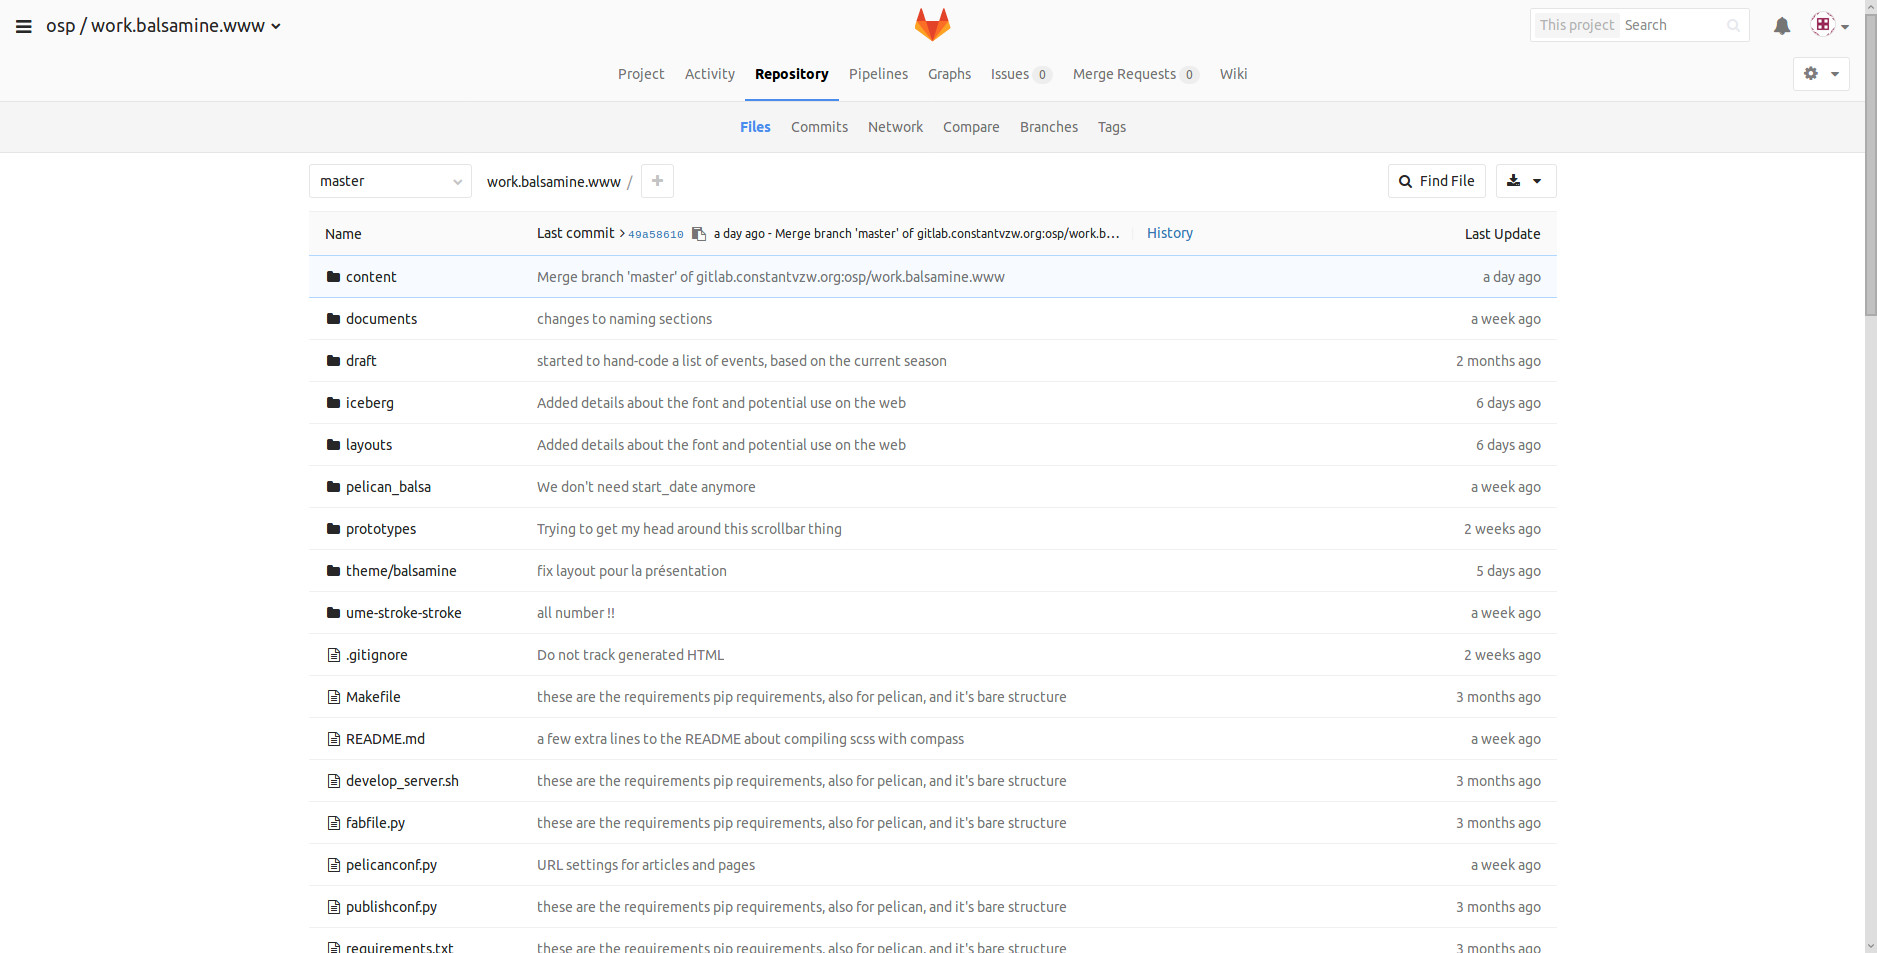 osp / work.balsamine.www
This project Search
Project Activity Repository Pipelines Graphs Issues 0 Merge Requests 0 Wiki
Files Commits Network Compare Branches Tags
master work.balsamine.www / + Find File
Name Last commit > 49a58610 a day ago - Merge branch 'master' of gitlab.constantvzw.org:osp/work.b... History Last Update
content Merge branch 'master' of gitlab.constantvzw.org:osp/work.balsamine.www a day ago
documents changes to naming sections a week ago
draft started to hand-code a list of events, based on the current season 2 months ago
iceberg Added details about the font and potential use on the web 6 days ago
layouts Added details about the font and potential use on the web 6 days ago
pelican_balsa We don't need start_date anymore a week ago
prototypes Trying to get my head around this scrollbar thing 2 weeks ago
theme/balsamine fix layout pour la présentation 5 days ago
ume-stroke-stroke all number !! a week ago
.gitignore Do not track generated HTML 2 weeks ago
Makefile these are the requirements pip requirements, also for pelican, and it's bare structure 3 months ago
README.md a few extra lines to the README about compiling scss with compass a week ago
develop_server.sh these are the requirements pip requirements, also for pelican, and it's bare structure 3 months ago
fabfile.py these are the requirements pip requirements, also for pelican, and it's bare structure 3 months ago
pelicanconf.py URL settings for articles and pages a week ago
publishconf.py these are the requirements pip requirements, also for pelican, and it's bare structure 3 months ago
requirements.txt these are the requirements pip requirements, also for pelican, and it's bare structure 3 months ago